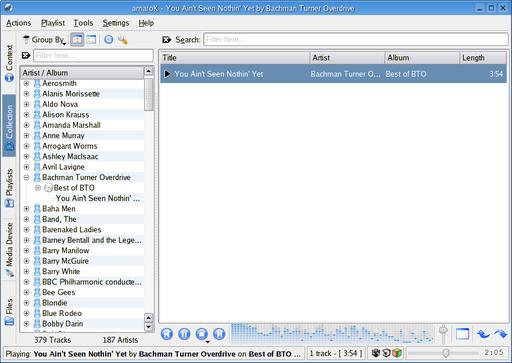 amaroK - You Ain't Seen Nothin' Yet by Bachman Turner Overdrive
Actions Playlist Tools Settings Help
Group By
Search: Filter here...
Filter here...
Artist / Album
Title Artist Album Length
You Ain't Seen Nothin' Yet Bachman Turner O... Best of BTO 3:54
Context
Collection
Playlists
Media Device
Files
Aerosmith
Alanis Morissette
Aldo Nova
Alison Krauss
Amanda Marshall
Anne Murray
Arrogant Worms
Ashley MacIsaac
Avril Lavigne
Bachman Turner Overdrive
Best of BTO
You Ain't Seen Nothin' ...
Baha Men
Band, The
Barenaked Ladies
Barney Bentall and the Lege...
Barry Manilow
Barry McGuire
Barry White
BBC Philharmonic conducte...
Bee Gees
Blondie
Blue Rodeo
Bobby Darin
379 Tracks 187 Artists
Playing: You Ain't Seen Nothin' Yet by Bachman Turner Overdrive on Best of BTO ...
1 track - [ 3:54 ]
2:05